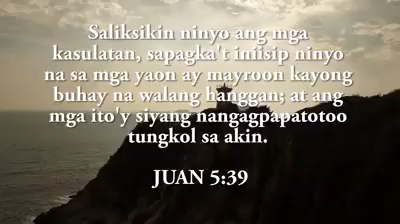 Saliksikin ninyo ang mga
kasulatan, sapagka't iniisip ninyo
na sa mga yaon ay mayroon kayong
buhay na walang hanggan; at ang
mga ito'y siyang nangagpapatotoo
tungkol sa akin.
JUAN 5:39